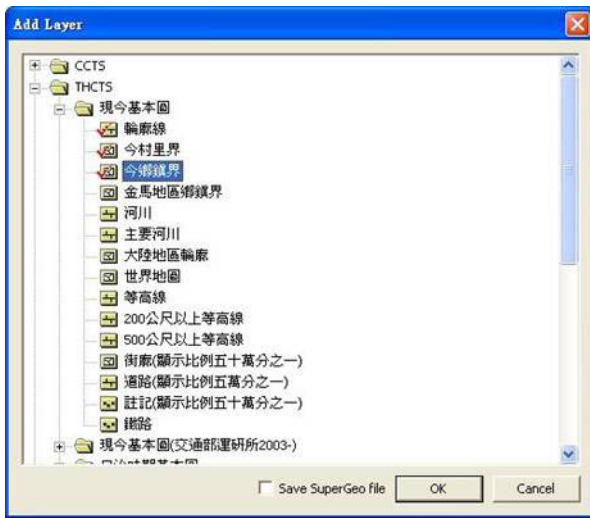 Add Layer
CCTS
THCTS
現今基本圖
輪廓線
今村里界
今鄉鎮界
金馬地區鄉鎮界
河川
主要河川
大陸地區輪廓
世界地圖
等高線
200公尺以上等高線
500公尺以上等高線
街廓(顯示比例五十萬分之一)
道路(顯示比例五萬分之一)
註記(顯示比例五十萬分之一)
鐵路
現今基本圖(交通部運研所2003-)
Save SuperGeo file
OK
Cancel